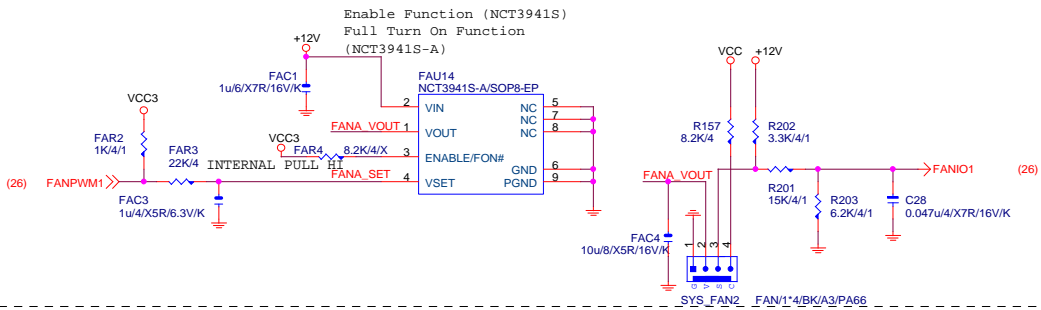 Enable Function (NCT3941S)
Full Turn On Function
(NCT3941S-A)
+12V
FAC1
1u/6/X7R/16V/K
FAU14
NCT3941S-A/SOP8-EP
2 VIN
NC 5
NC 7
NC 8
FANA_VOUT 1 VOUT
VCC3
FAR4 8.2K/4/X 3 ENABLE/FON#
INTERNAL PULL HI
GND 6
FANA_SET 4 VSET
PGND 9
VCC3
FAR2
1K/4/1
FAR3
22K/4
(26) FANPWM1
FAC3
1u/4/X5R/6.3V/K
VCC +12V
R157
8.2K/4
R202
3.3K/4/1
FANA_VOUT
R201
15K/4/1
FANIO1 (26)
R203
6.2K/4/1
C28
0.047u/4/X7R/16V/K
FAC4
10u/8/X5R/16V/K
1 2 3 4
G V S C
SYS_FAN2 FAN/1*4/BK/A3/PA66